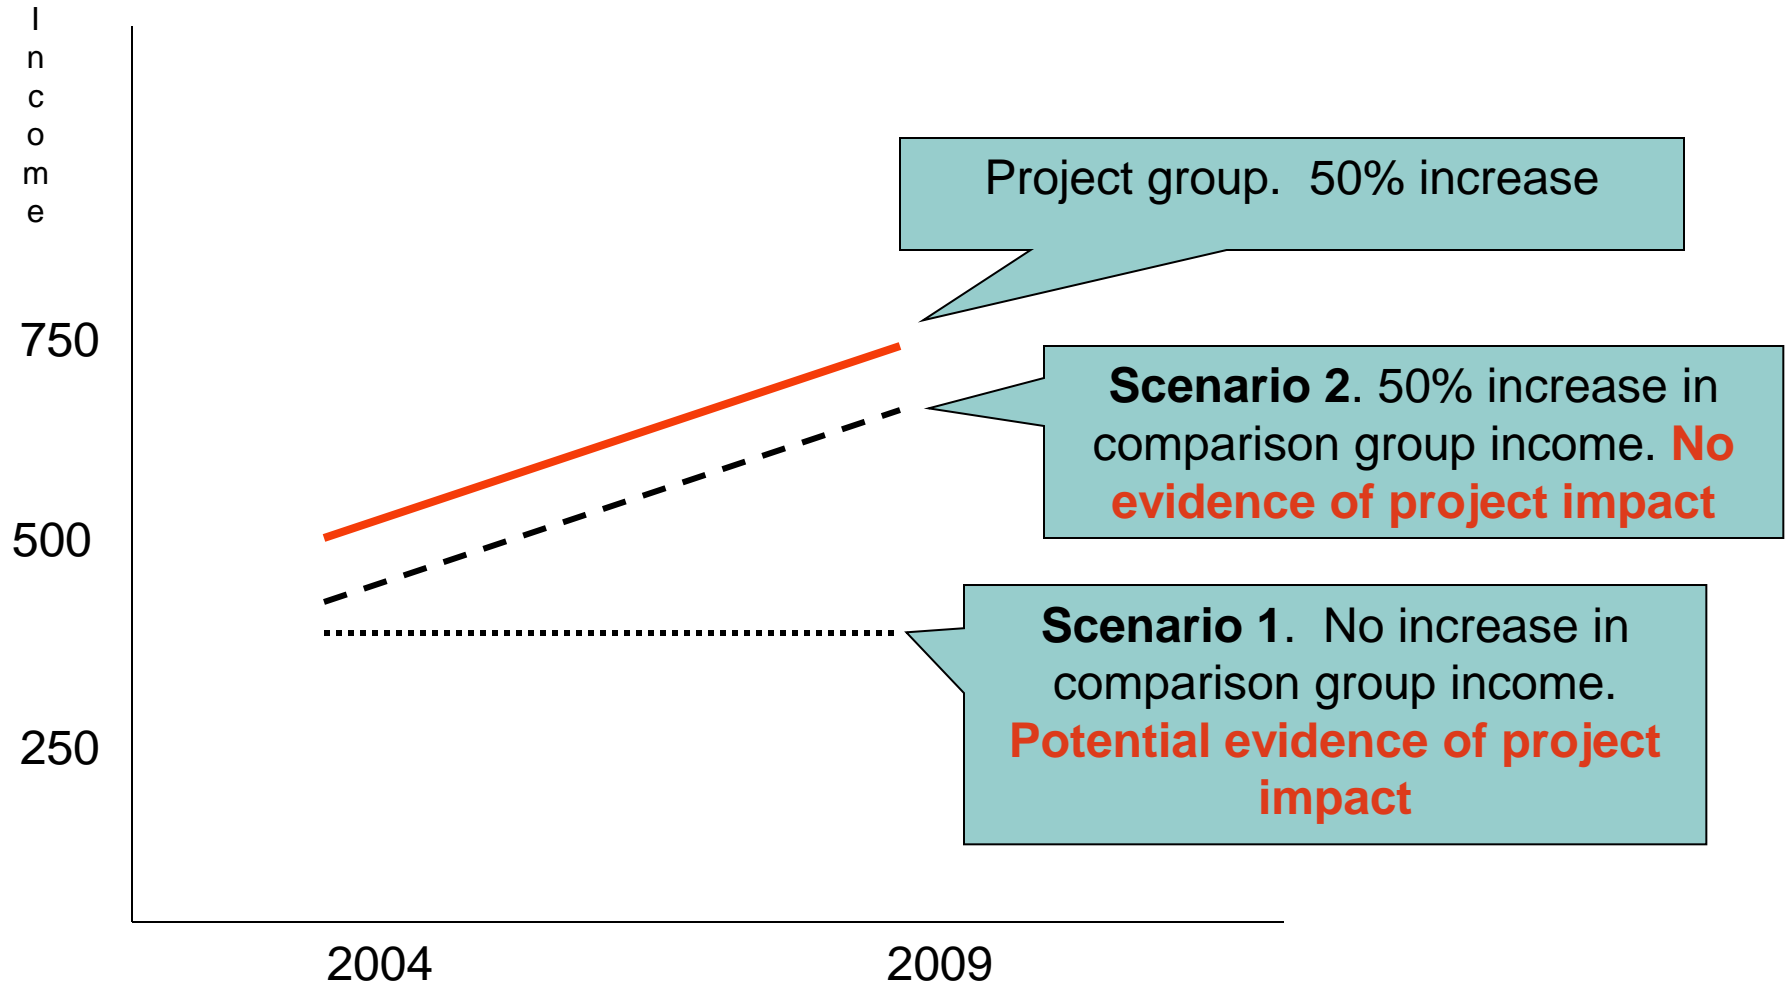 Income
Project group.  50% increase
750
Scenario 2. 50% increase in
comparison group income. No
evidence of project impact
500
Scenario 1.  No increase in
comparison group income.
Potential evidence of project
impact
250
2004
2009